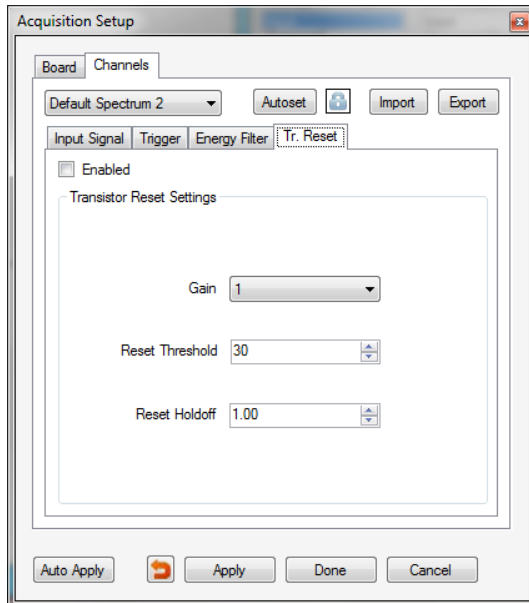 Acquisition Setup
Board Channels
Default Spectrum 2 Autoset Import Export
Input Signal Trigger Energy Filter Tr. Reset
Enabled
Transistor Reset Settings
Gain 1
Reset Threshold 30
Reset Holdoff 1.00
Auto Apply Apply Done Cancel